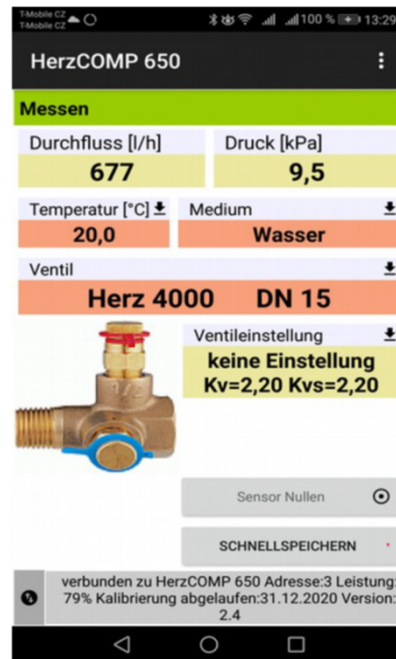 T-Mobile CZ
T-Mobile CZ
100 %
13:29
HerzCOMP 650
Messen
Durchfluss [l/h]
Druck [kPa]
677
9,5
Temperatur [°C]
Medium
20,0
Wasser
Ventil
Herz 4000 DN 15
Ventileinstellung
keine Einstellung
Kv=2,20 Kvs=2,20
1/2
Sensor Nullen
SCHNELLSPEICHERN
verbunden zu HerzCOMP 650 Adresse:3 Leistung:
79% Kalibrierung abgelaufen:31.12.2020 Version:
2.4